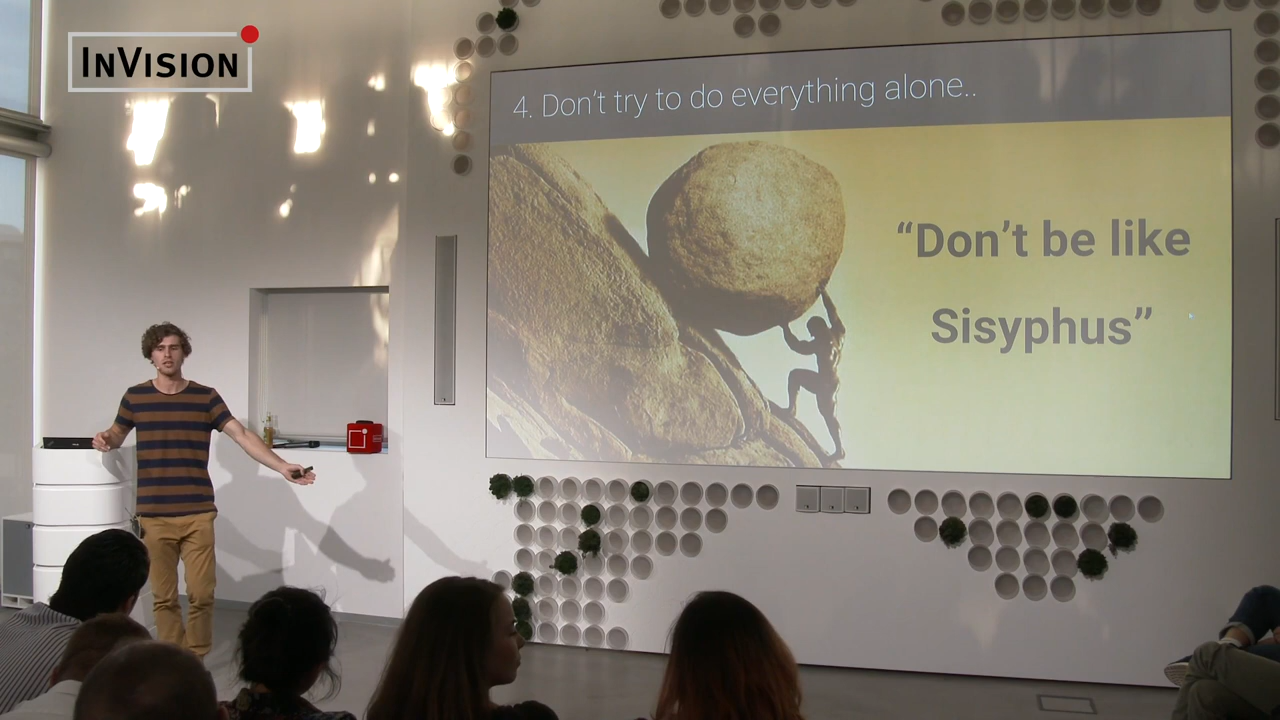 INVISION
4. Don't try to do everything alone..
“Don't be like
Sisyphus”